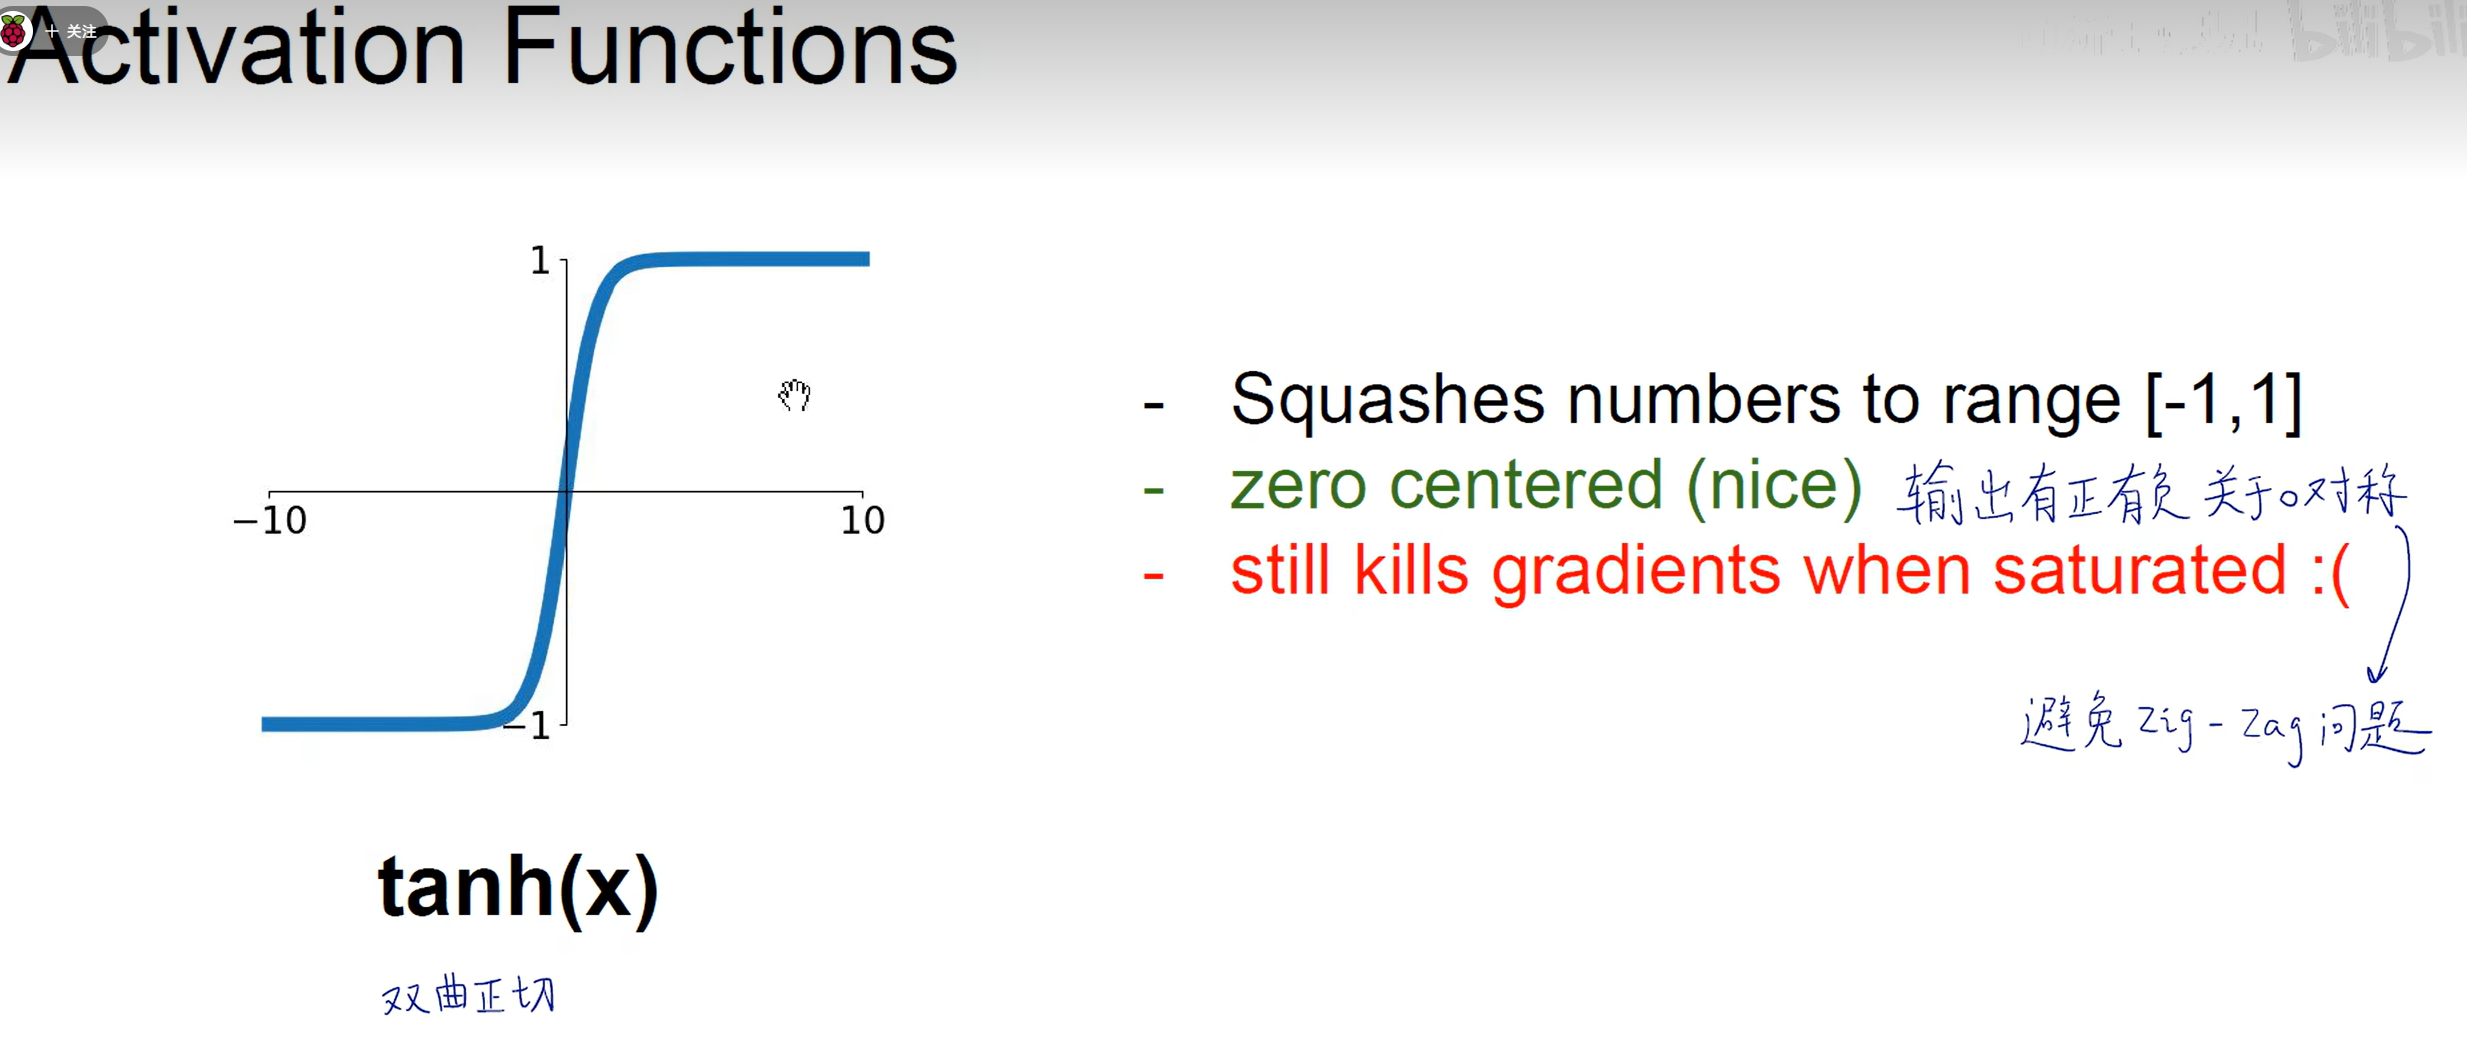 + 关注
bilibili
Activation Functions
1
-10
10
-1
- Squashes numbers to range [-1,1]
- zero centered (nice) 输出有正有负 关于0对称
- still kills gradients when saturated :(
避免 Zig-Zag 问题
tanh(x)
双曲正切